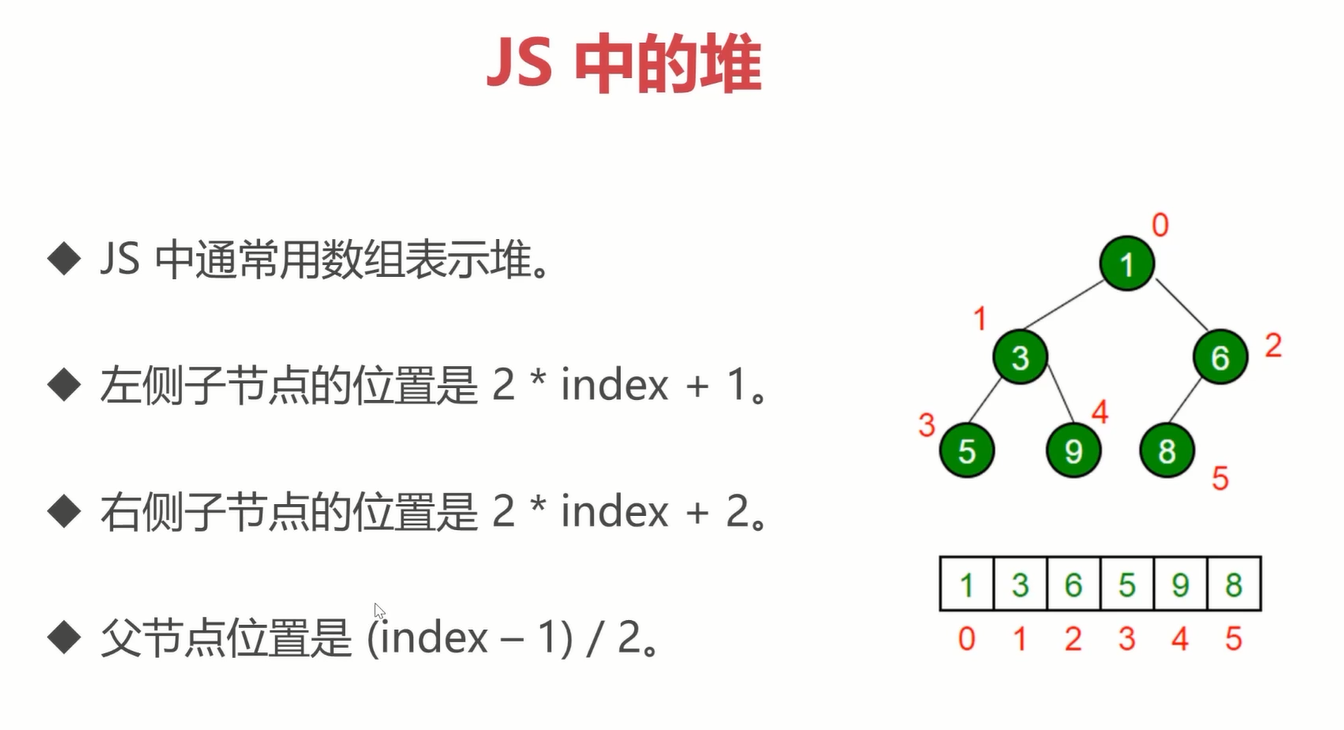 JS 中的堆
◆ JS 中通常用数组表示堆。
◆ 左侧子节点的位置是 2 * index + 1。
◆ 右侧子节点的位置是 2 * index + 2。
◆ 父节点位置是 (index – 1) / 2。
0
1
1
3
6
2
3
4
5
9
8
5
1 3 6 5 9 8
0 1 2 3 4 5